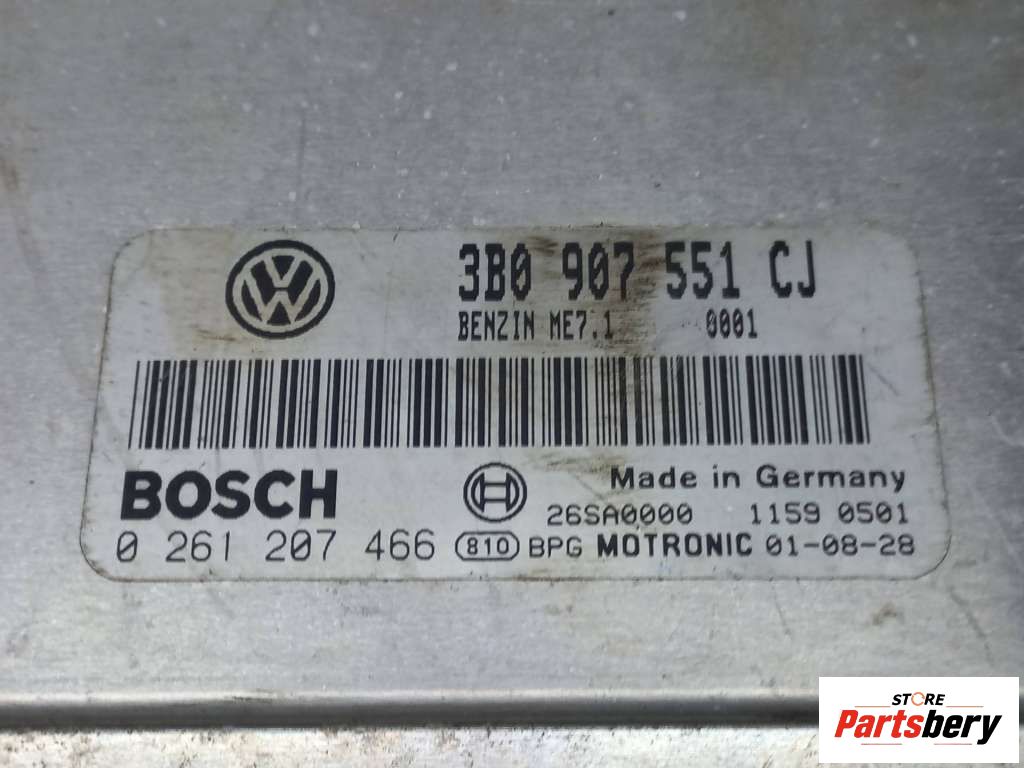 3B0 907 551 CJ
BENZIN ME7.1 0001
BOSCH
Made in Germany
26SA0000 1159 0501
0 261 207 466 810 BPG MOTRONIC 01-08-28
STORE
Partsbery